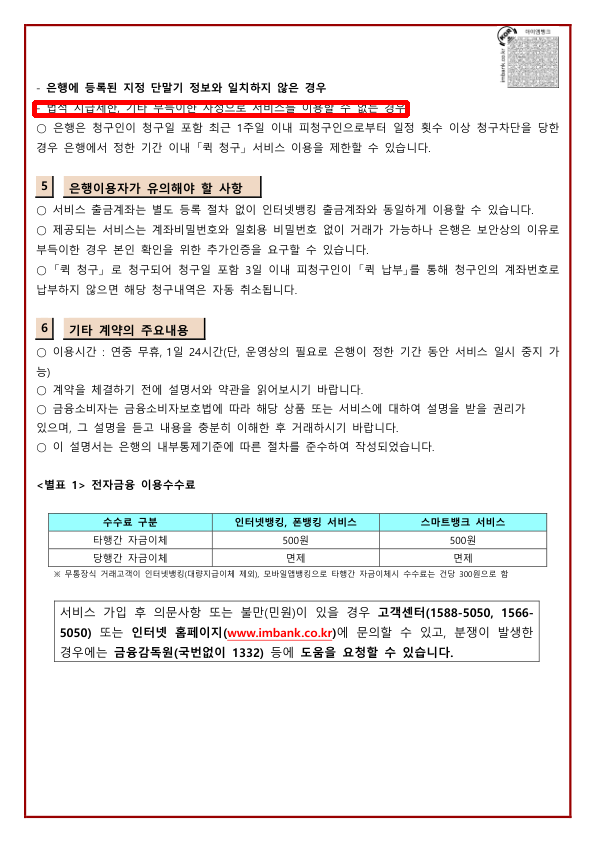 아이엠뱅크
imbank.co.kr
- 은행에 등록된 지정 단말기 정보와 일치하지 않은 경우
- 법적 지급제한, 기타 부득이한 사정으로 서비스를 이용할 수 없는 경우
○ 은행은 청구인이 청구일 포함 최근 1주일 이내 피청구인으로부터 일정 횟수 이상 청구차단을 당한
경우 은행에서 정한 기간 이내「퀵 청구」서비스 이용을 제한할 수 있습니다.
5 은행이용자가 유의해야 할 사항
○ 서비스 출금계좌는 별도 등록 절차 없이 인터넷뱅킹 출금계좌와 동일하게 이용할 수 있습니다.
○ 제공되는 서비스는 계좌비밀번호와 일회용 비밀번호 없이 거래가 가능하나 은행은 보안상의 이유로
부득이한 경우 본인 확인을 위한 추가인증을 요구할 수 있습니다.
○「퀵 청구」로 청구되어 청구일 포함 3일 이내 피청구인이「퀵 납부」를 통해 청구인의 계좌번호로
납부하지 않으면 해당 청구내역은 자동 취소됩니다.
6 기타 계약의 주요내용
○ 이용시간 : 연중 무휴, 1일 24시간(단, 운영상의 필요로 은행이 정한 기간 동안 서비스 일시 중지 가
능)
○ 계약을 체결하기 전에 설명서와 약관을 읽어보시기 바랍니다.
○ 금융소비자는 금융소비자보호법에 따라 해당 상품 또는 서비스에 대하여 설명을 받을 권리가
있으며, 그 설명을 듣고 내용을 충분히 이해한 후 거래하시기 바랍니다.
○ 이 설명서는 은행의 내부통제기준에 따른 절차를 준수하여 작성되었습니다.
<별표 1> 전자금융 이용수수료
수수료 구분 인터넷뱅킹, 폰뱅킹 서비스 스마트뱅크 서비스
타행간 자금이체 500원 500원
당행간 자금이체 면제 면제
※ 무통장식 거래고객이 인터넷뱅킹(대량지급이체 제외), 모바일앱뱅킹으로 타행간 자금이체시 수수료는 건당 300원으로 함
서비스 가입 후 의문사항 또는 불만(민원)이 있을 경우 고객센터(1588-5050, 1566-
5050) 또는 인터넷 홈페이지(www.imbank.co.kr)에 문의할 수 있고, 분쟁이 발생한
경우에는 금융감독원(국번없이 1332) 등에 도움을 요청할 수 있습니다.